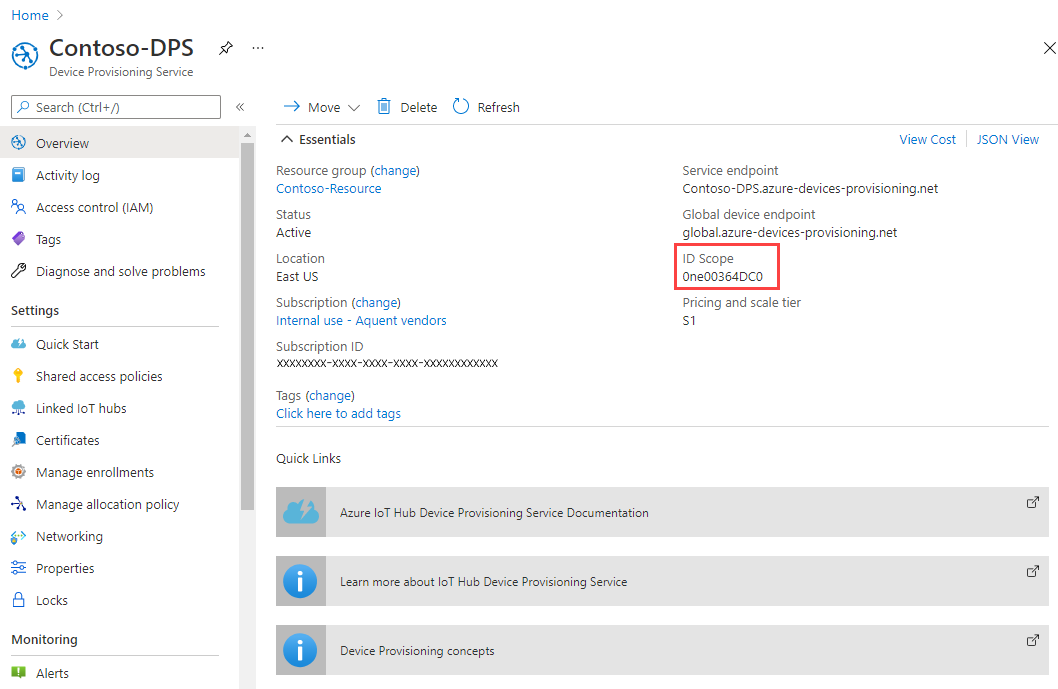 Home
Contoso-DPS
Device Provisioning Service
Search (Ctrl+/)
Overview
Activity log
Access control (IAM)
Tags
Diagnose and solve problems
Settings
Quick Start
Shared access policies
Linked IoT hubs
Certificates
Manage enrollments
Manage allocation policy
Networking
Properties
Locks
Monitoring
Alerts
Move
Delete
Refresh
Essentials
View Cost
JSON View
Resource group (change)
Contoso-Resource
Status
Active
Location
East US
Subscription (change)
Internal use - Aquent vendors
Subscription ID
xxxxxxxx-xxxx-xxxx-xxxx-xxxxxxxxxxxx
Tags (change)
Click here to add tags
Service endpoint
Contoso-DPS.azure-devices-provisioning.net
Global device endpoint
global.azure-devices-provisioning.net
ID Scope
0ne00364DC0
Pricing and scale tier
S1
Quick Links
Azure IoT Hub Device Provisioning Service Documentation
Learn more about IoT Hub Device Provisioning Service
Device Provisioning concepts